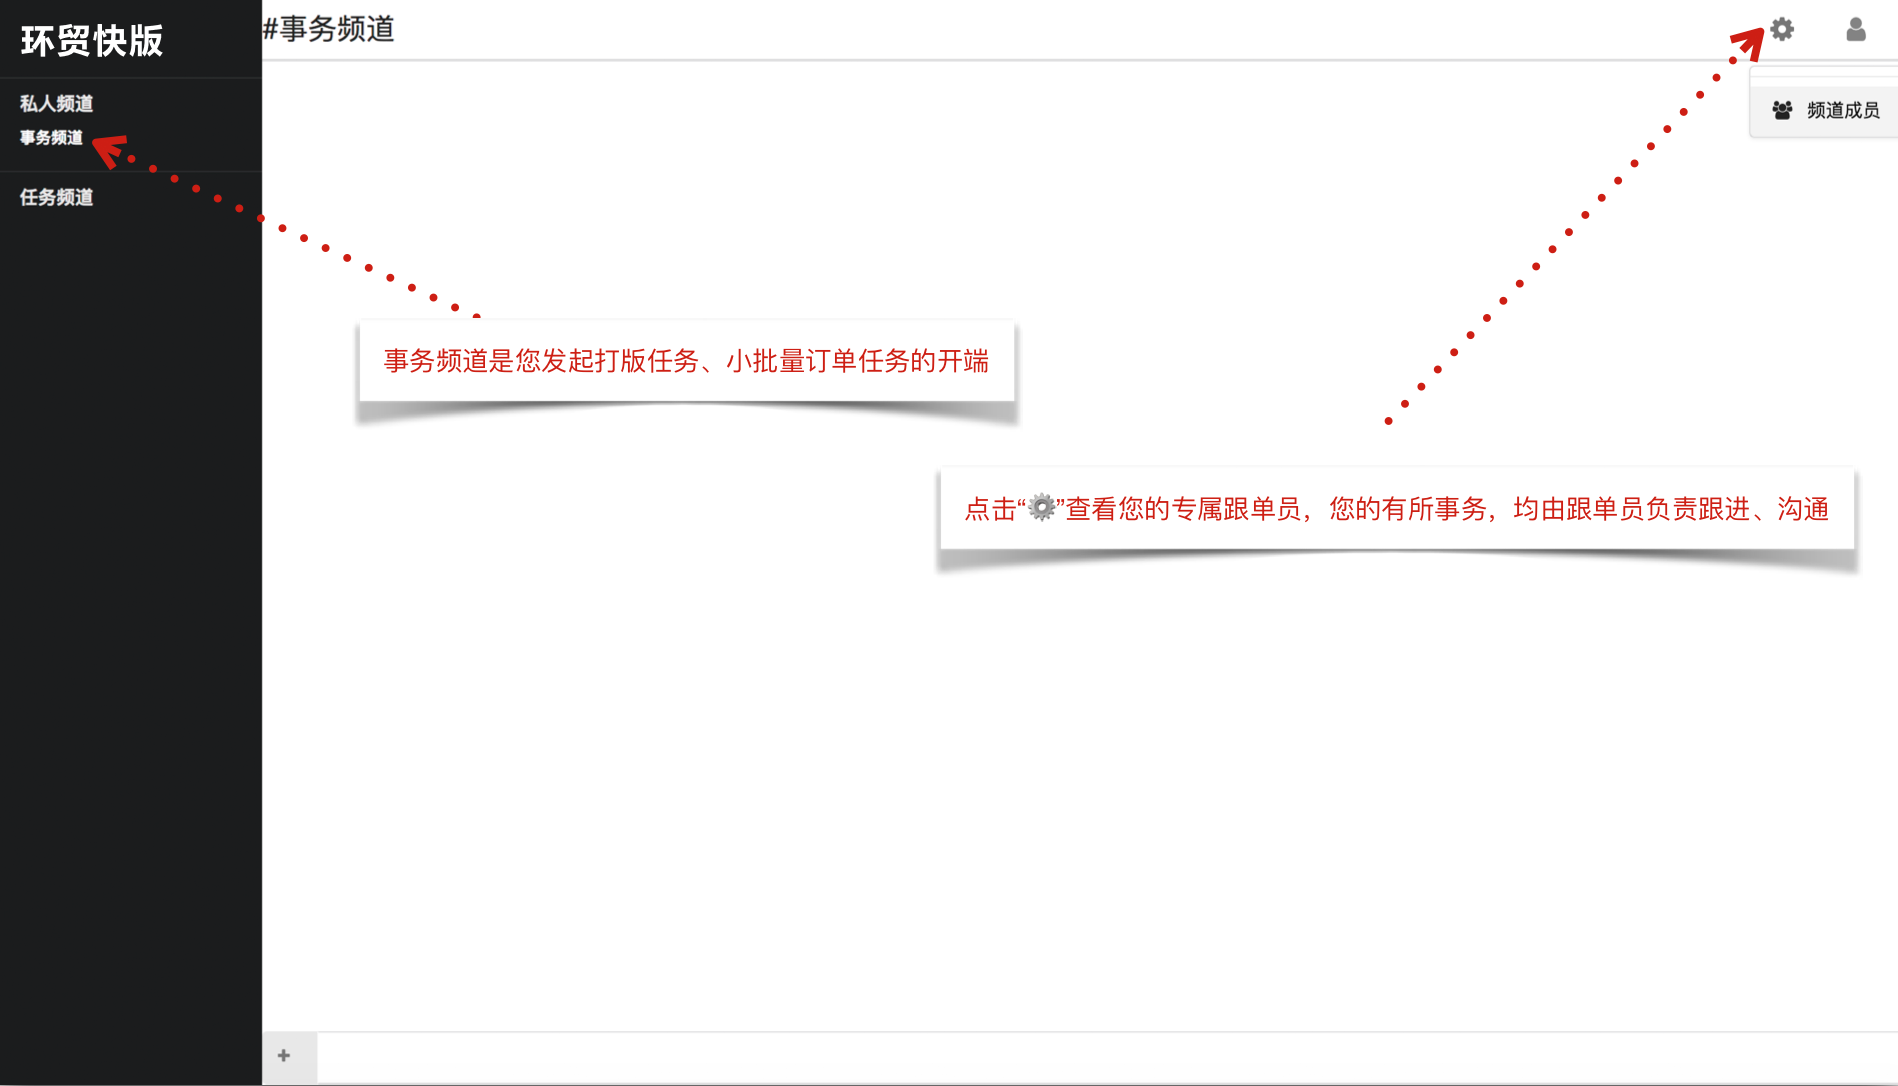 环贸快版
#事务频道
私人频道
事务频道
任务频道
频道成员
事务频道是您发起打版任务、小批量订单任务的开端
点击“⚙”查看您的专属跟单员，您的有所事务，均由跟单员负责跟进、沟通
+